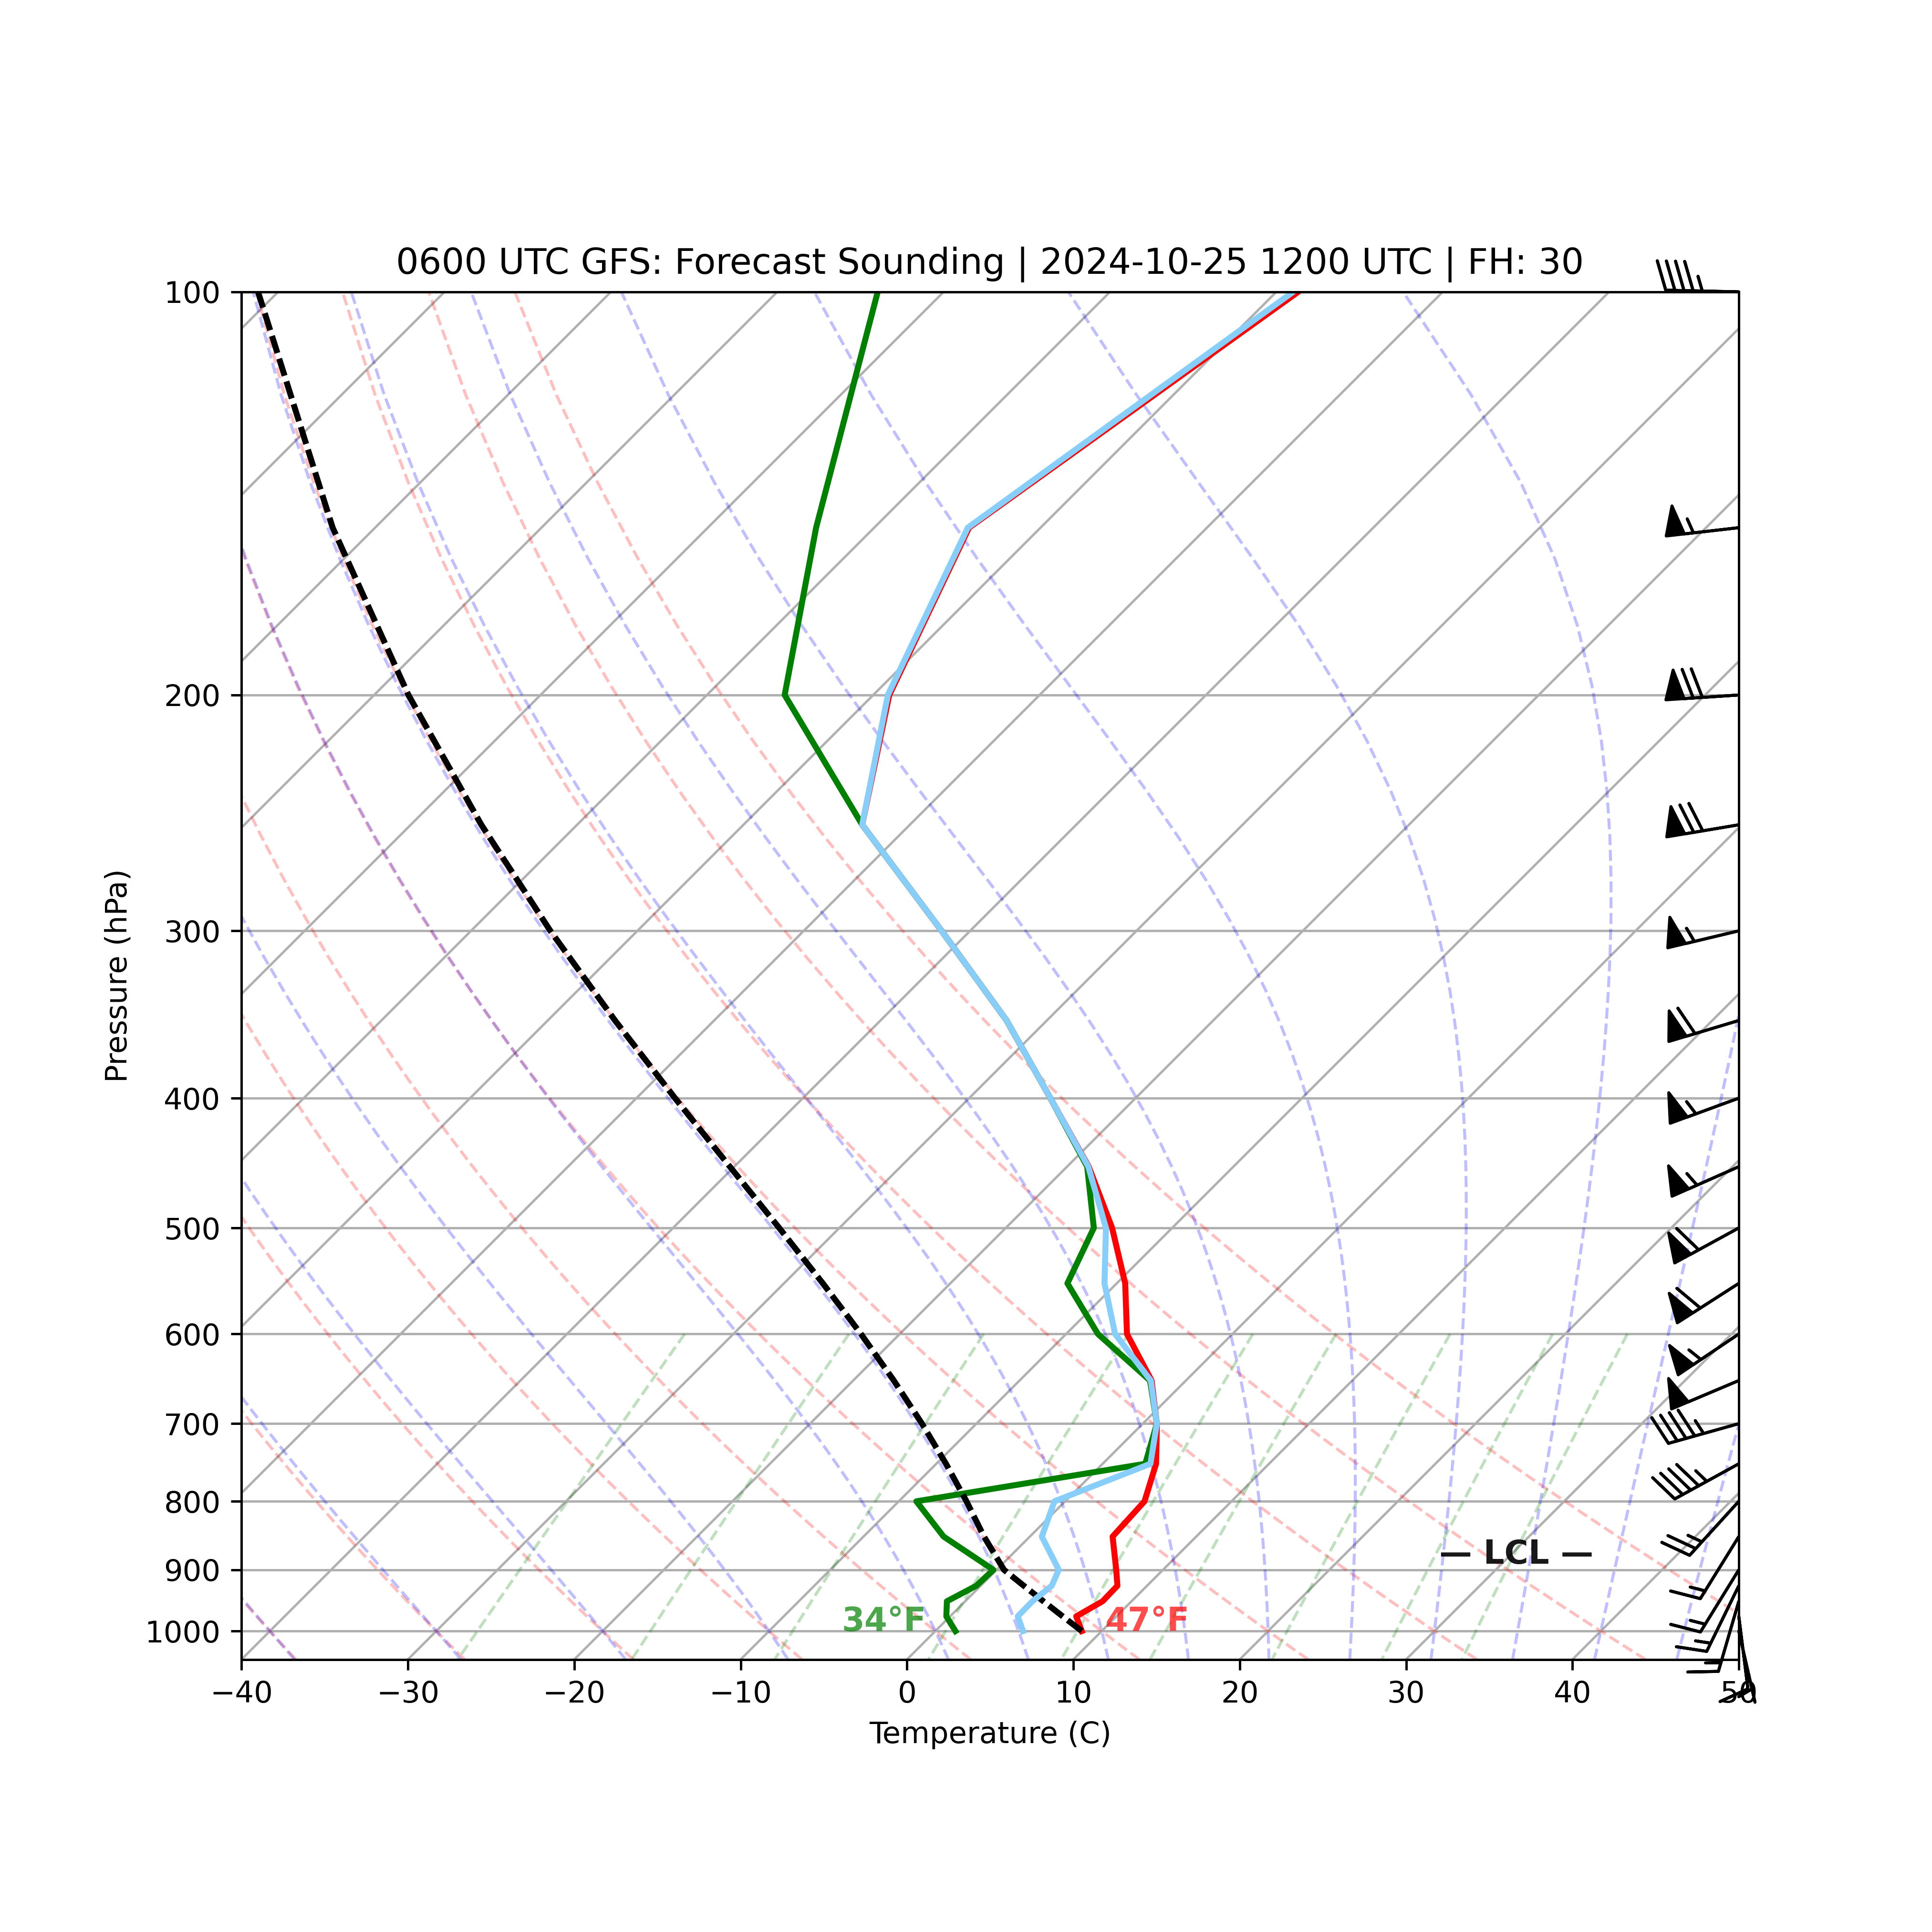 0600 UTC GFS: Forecast Sounding | 2024-10-25 1200 UTC | FH: 30
100
200
300
400
500
600
700
800
900
1000
Pressure (hPa)
— LCL —
34°F
47°F
−40 −30 −20 −10 0 10 20 30 40 50
Temperature (C)